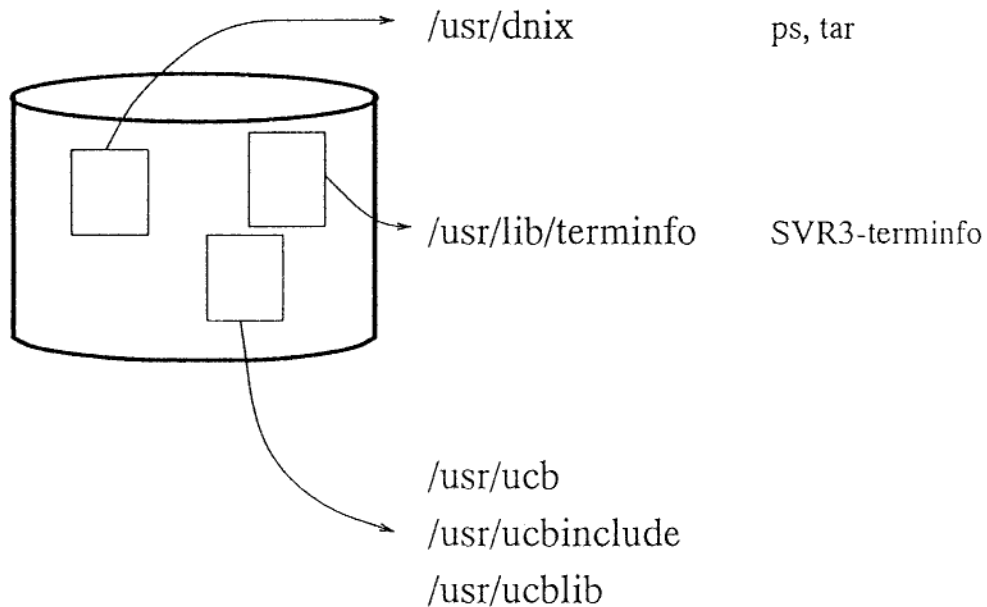 /usr/dnix ps, tar
/usr/lib/terminfo SVR3-terminfo
/usr/ucb
/usr/ucbinclude
/usr/ucblib